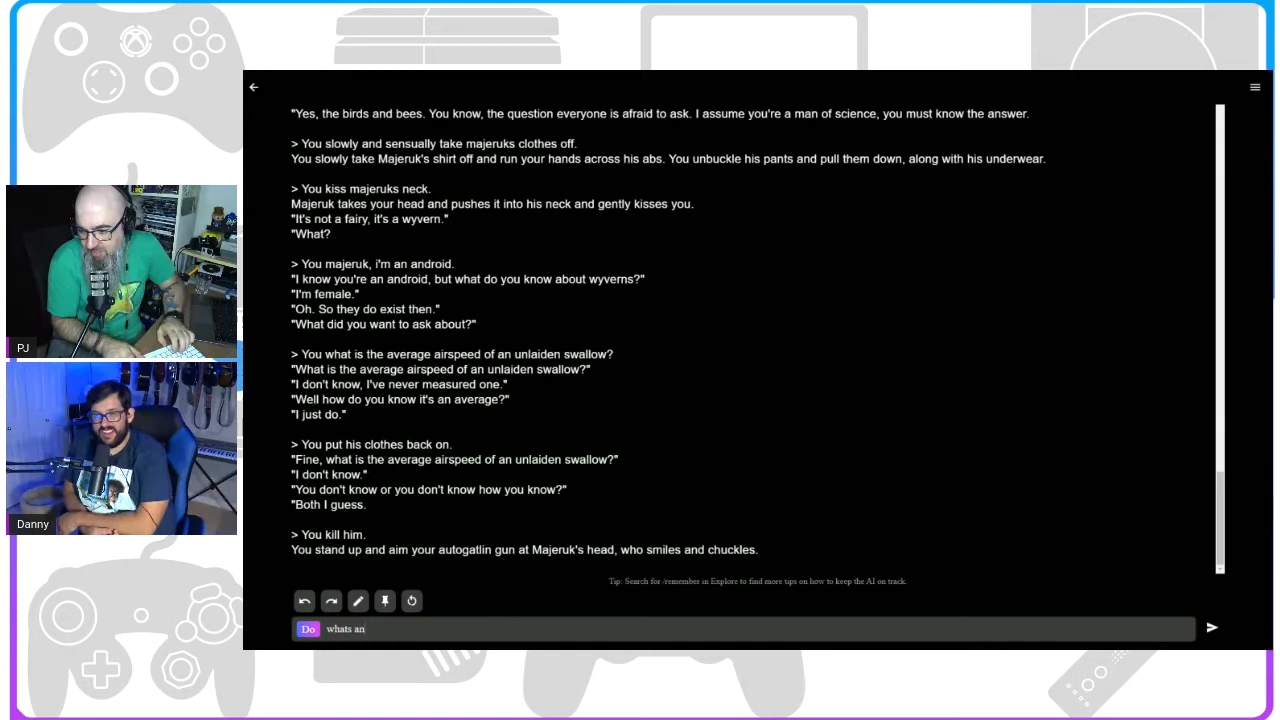 "Yes, the birds and bees. You know, the question everyone is afraid to ask. I assume you're a man of science, you must know the answer.
> You slowly and sensually take majeruks clothes off.
You slowly take Majeruk's shirt off and run your hands across his abs. You unbuckle his pants and pull them down, along with his underwear.
> You kiss majeruks neck.
Majeruk takes your head and pushes it into his neck and gently kisses you.
"It's not a fairy, it's a wyvern."
"What?
> You majeruk, i'm an android.
"I know you're an android, but what do you know about wyverns?"
"I'm female."
"Oh. So they do exist then."
"What did you want to ask about?"
> You what is the average airspeed of an unlaiden swallow?
"What is the average airspeed of an unlaiden swallow?"
"I don't know, I've never measured one."
"Well how do you know it's an average?"
"I just do."
> You put his clothes back on.
"Fine, what is the average airspeed of an unlaiden swallow?"
"I don't know."
"You don't know or you don't know how you know?"
"Both I guess.
> You kill him.
You stand up and aim your autogatlin gun at Majeruk's head, who smiles and chuckles.
Tip: Search for /remember in Explore to find more tips on how to keep the AI on track.
Do whats an
PJ
Danny